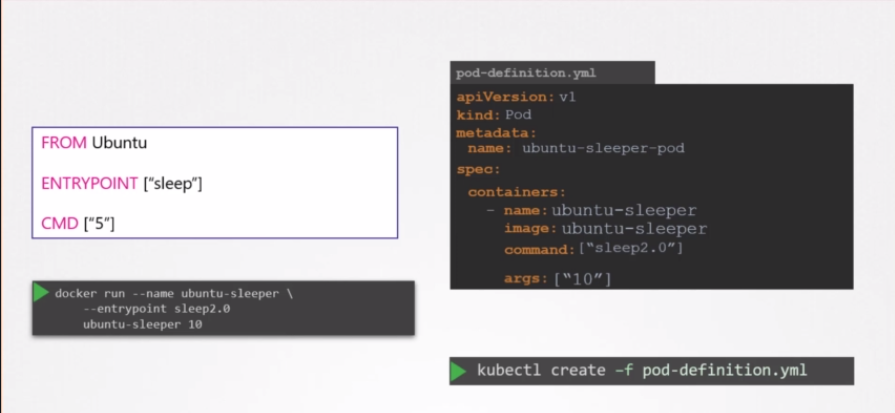 FROM Ubuntu
ENTRYPOINT [“sleep”]
CMD [“5”]
docker run --name ubuntu-sleeper \
--entrypoint sleep2.0
ubuntu-sleeper 10
pod-definition.yml
apiVersion: v1
kind: Pod
metadata:
name: ubuntu-sleeper-pod
spec:
containers:
- name: ubuntu-sleeper
image: ubuntu-sleeper
command: [“sleep2.0”]
args: [“10”]
kubectl create –f pod-definition.yml